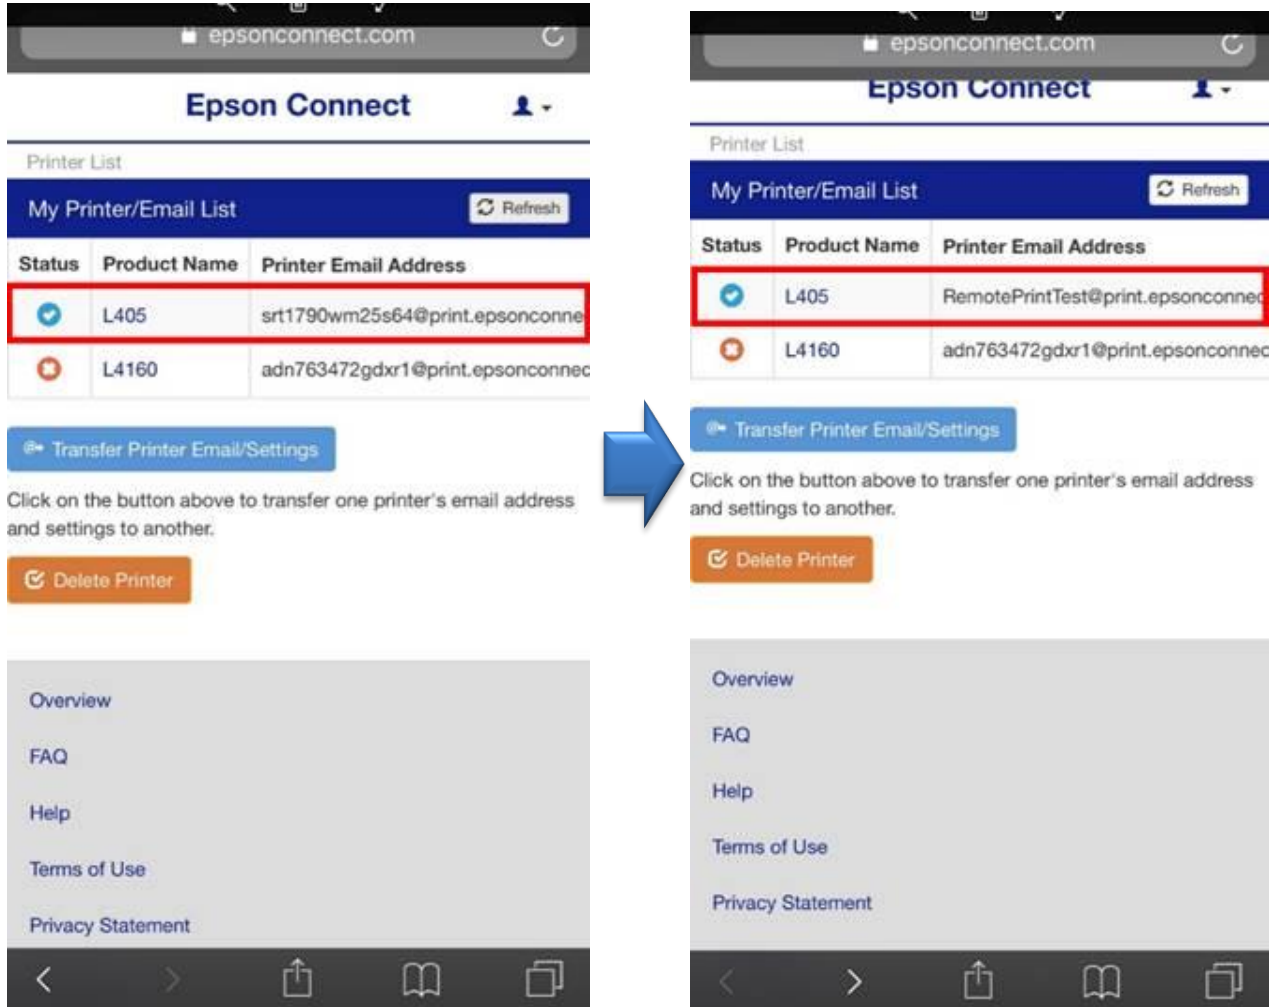 epsonconnect.com
Epson Connect
Printer List
My Printer/Email List
Refresh
Status Product Name Printer Email Address
L405 srt1790wm25s64@print.epsonconne
L4160 adn763472gdxr1@print.epsonconnec
Transfer Printer Email/Settings
Click on the button above to transfer one printer's email address
and settings to another.
Delete Printer
Overview
FAQ
Help
Terms of Use
Privacy Statement
epsonconnect.com
Epson Connect
Printer List
My Printer/Email List
Refresh
Status Product Name Printer Email Address
L405 RemotePrintTest@print.epsonconnec
L4160 adn763472gdxr1@print.epsonconnec
Transfer Printer Email/Settings
Click on the button above to transfer one printer's email address
and settings to another.
Delete Printer
Overview
FAQ
Help
Terms of Use
Privacy Statement